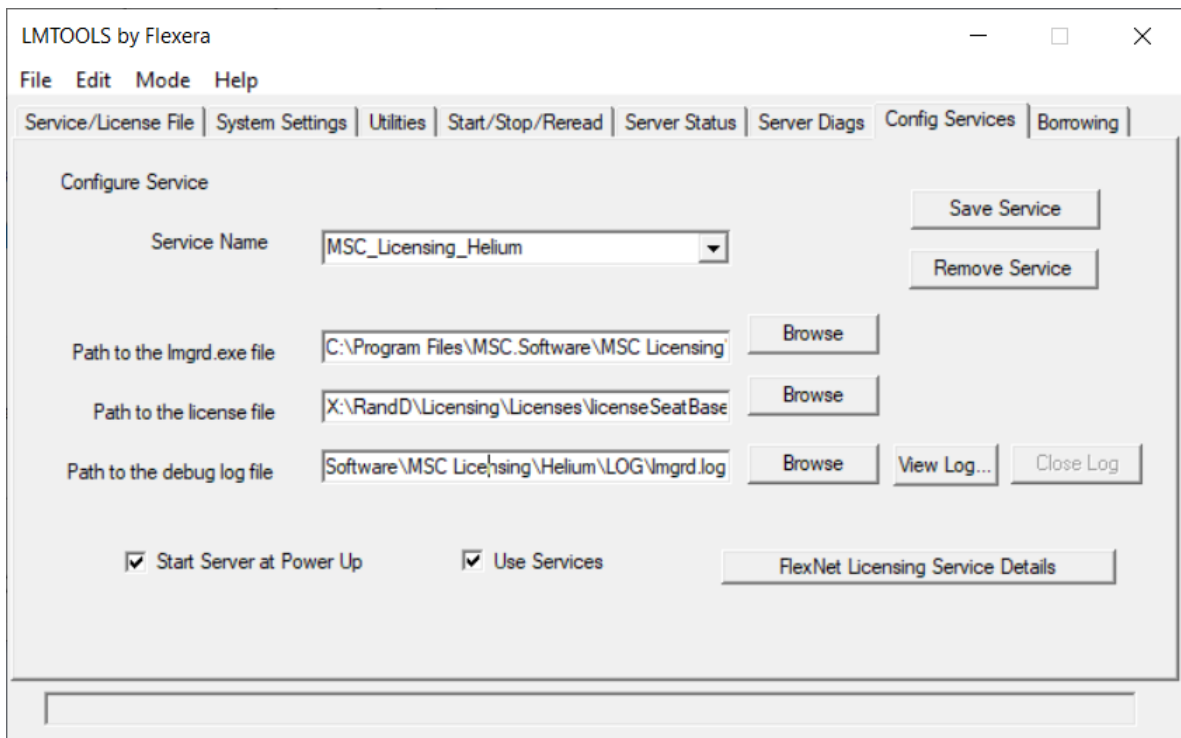 LMTOOLS by Flexera
File Edit Mode Help
Service/License File System Settings Utilities Start/Stop/Reread Server Status Server Diags Config Services Borrowing
Configure Service
Save Service
Service Name MSC_Licensing_Helium
Remove Service
Path to the lmgrd.exe file C:\Program Files\MSC.Software\MSC Licensing\ Browse
Path to the license file X:\RandD\Licensing\Licenses\licenseSeatBase Browse
Path to the debug log file Software\MSC Licensing\Helium\LOG\lmgrd.log Browse View Log... Close Log
Start Server at Power Up Use Services FlexNet Licensing Service Details